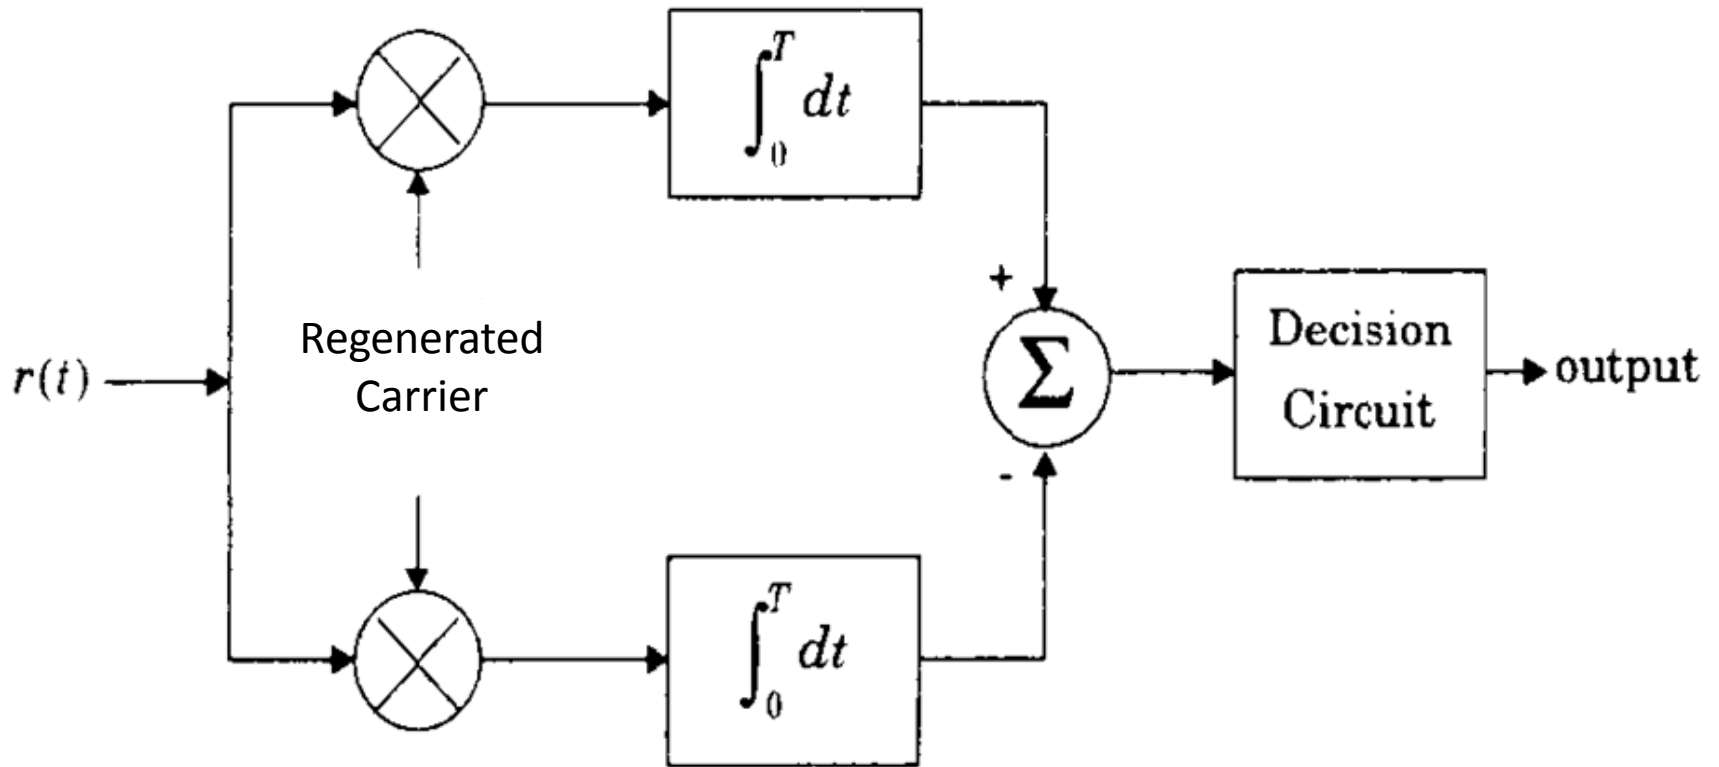 ∫₀ᵀ dt
+
Regenerated
Carrier
r(t)
Σ
Decision
Circuit
output
-
∫₀ᵀ dt